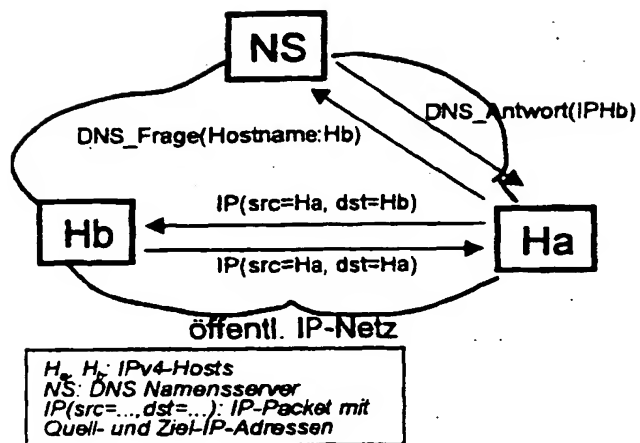 NS
DNS_Antwort(IPHb)
DNS_Frage(Hostname:Hb)
IP(src=Ha, dst=Hb)
Hb
Ha
IP(src=Ha, dst=Ha)
öffentl. IP-Netz
Ha, Hb: IPv4-Hosts
NS: DNS Namensserver
IP(src=...,dst=...): IP-Packet mit
Quell- und Ziel-IP-Adressen